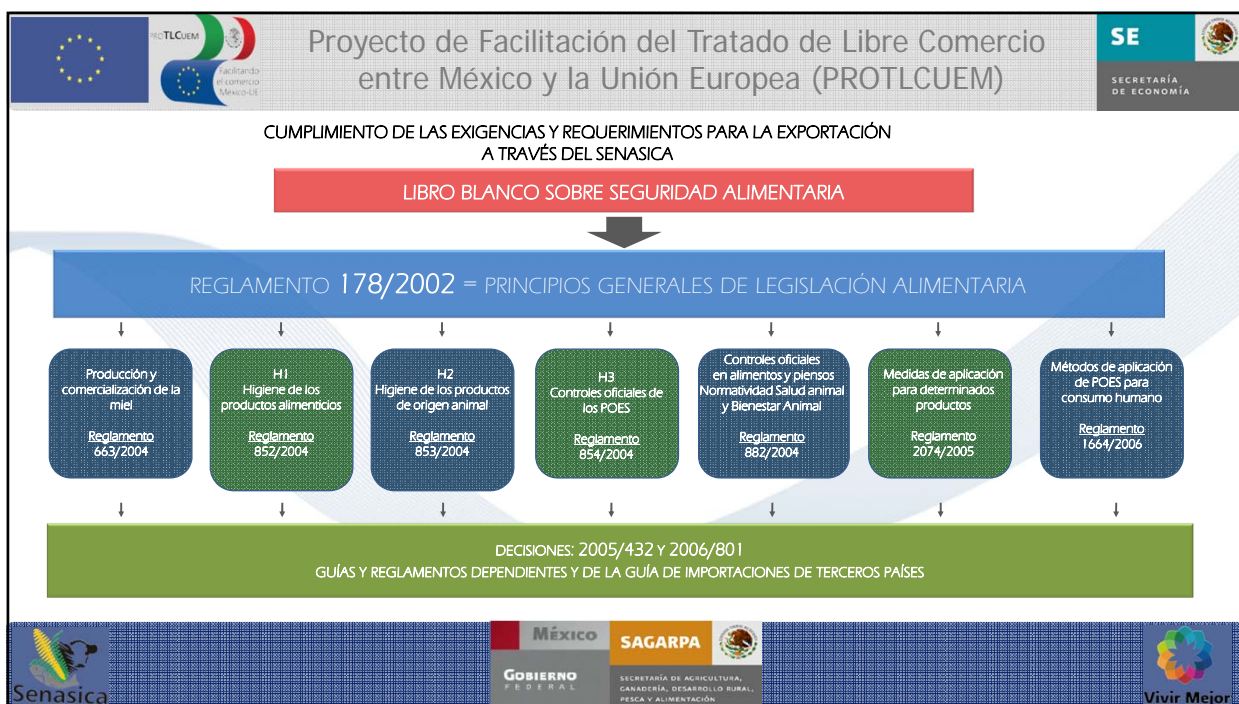 PROTLCUEM
Facilitando
el comercio
México-UE
Proyecto de Facilitación del Tratado de Libre Comercio
entre México y la Unión Europea (PROTLCUEM)
SE
SECRETARÍA
DE ECONOMÍA
CUMPLIMIENTO DE LAS EXIGENCIAS Y REQUERIMIENTOS PARA LA EXPORTACIÓN
A TRAVÉS DEL SENASICA
LIBRO BLANCO SOBRE SEGURIDAD ALIMENTARIA
REGLAMENTO 178/2002 = PRINCIPIOS GENERALES DE LEGISLACIÓN ALIMENTARIA
Producción y
comercialización de la
miel
Reglamento
663/2004
H1
Higiene de los
productos alimenticios
Reglamento
852/2004
H2
Higiene de los productos
de origen animal
Reglamento
853/2004
H3
Controles oficiales de
los POES
Reglamento
854/2004
Controles oficiales
en alimentos y piensos
Normatividad Salud animal
y Bienestar Animal
Reglamento
882/2004
Medidas de aplicación
para determinados
productos
Reglamento
2074/2005
Métodos de aplicación
de POES para
consumo humano
Reglamento
1664/2006
DECISIONES: 2005/432 Y 2006/801
GUÍAS Y REGLAMENTOS DEPENDIENTES Y DE LA GUÍA DE IMPORTACIONES DE TERCEROS PAÍSES
Senasica
México
GOBIERNO
FEDERAL
SAGARPA
SECRETARÍA DE AGRICULTURA,
GANADERÍA, DESARROLLO RURAL,
PESCA Y ALIMENTACIÓN
Vivir Mejor